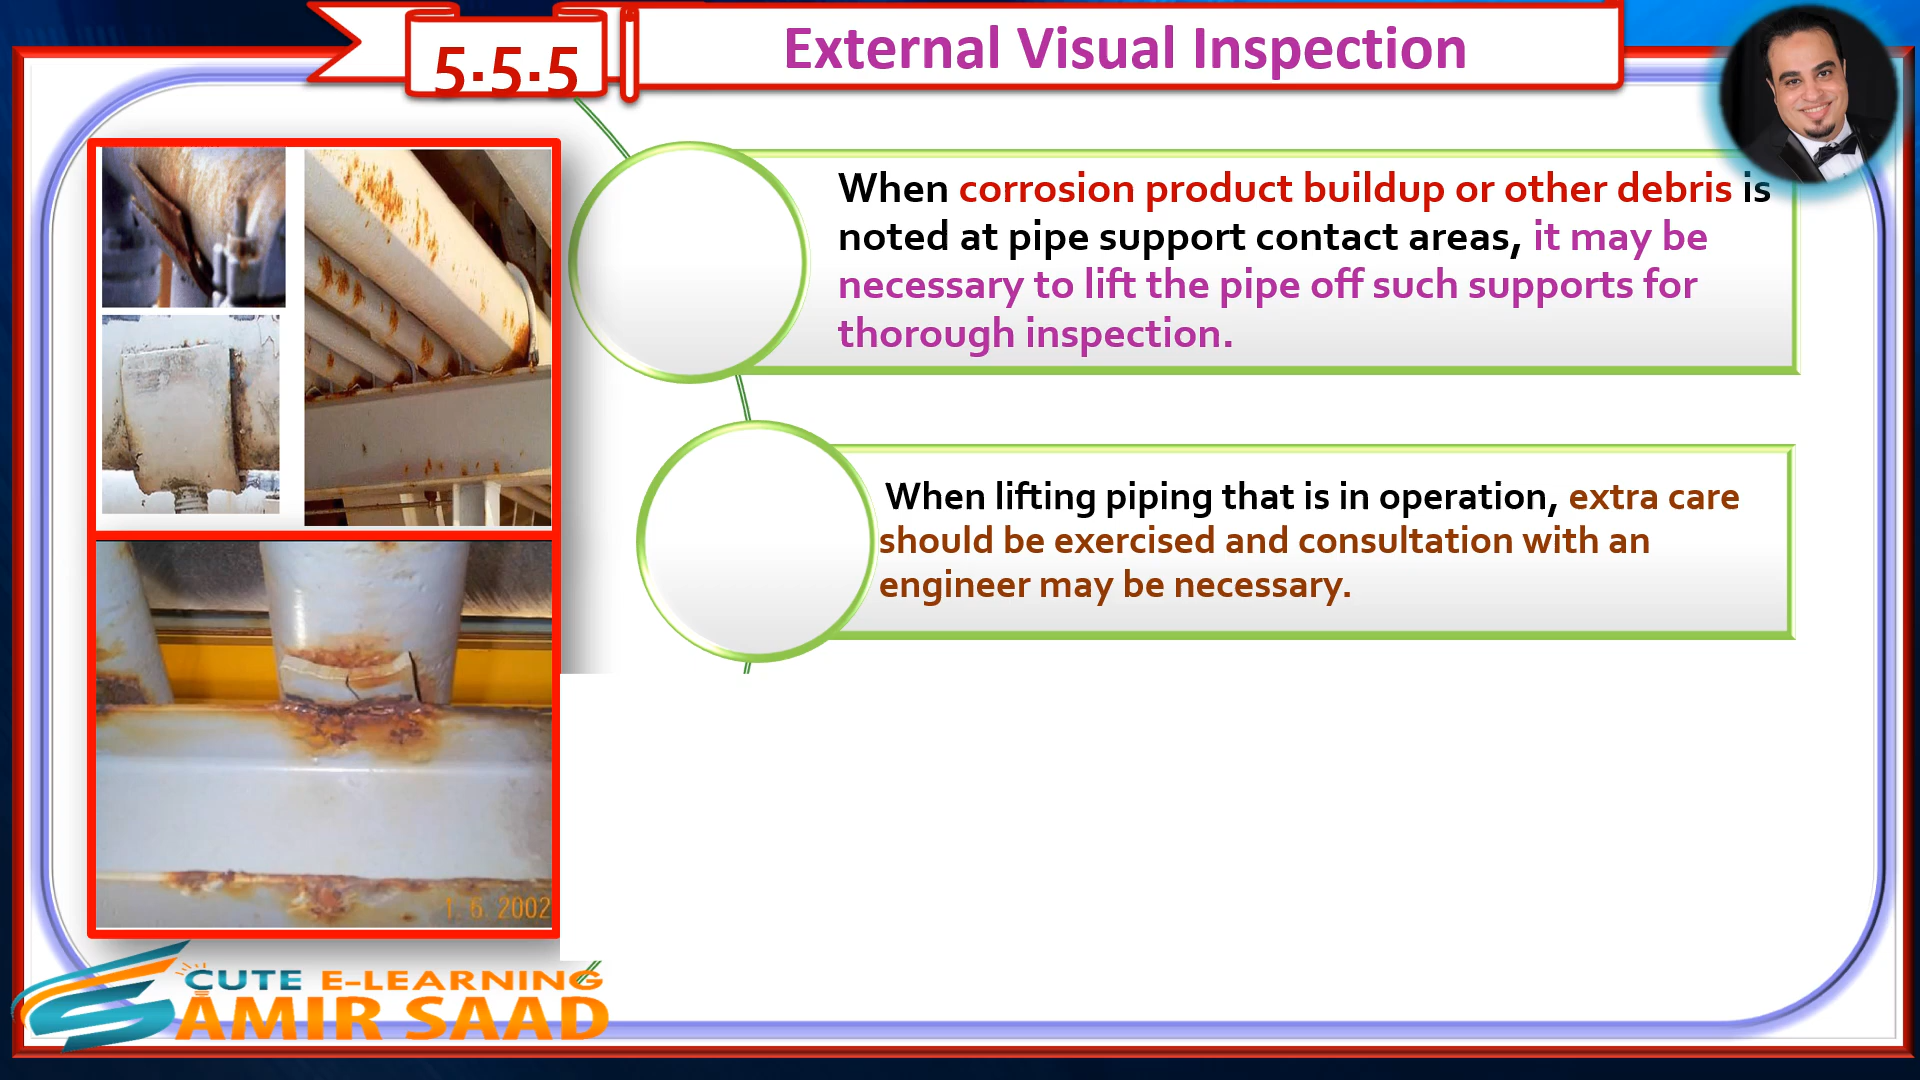 5.5.5
External Visual Inspection
When corrosion product buildup or other debris is
noted at pipe support contact areas, it may be
necessary to lift the pipe off such supports for
thorough inspection.
When lifting piping that is in operation, extra care
should be exercised and consultation with an
engineer may be necessary.
1. 6. 2002
CUTE E-LEARNING
AMIR SAAD